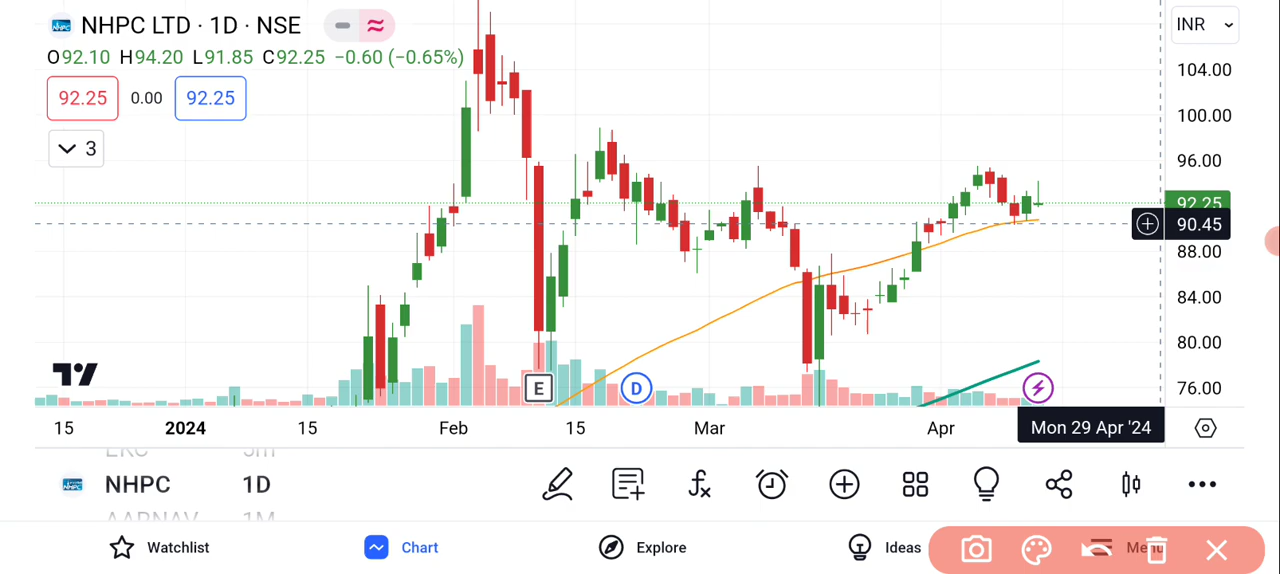 NHPC LTD · 1D · NSE
INR
O92.10 H94.20 L91.85 C92.25 −0.60 (−0.65%)
104.00
92.25 0.00 92.25
100.00
3
96.00
92.25
90.45
88.00
84.00
80.00
E D
76.00
15 2024 15 Feb 15 Mar Apr Mon 29 Apr '24
NHPC 1D
AARNAV 1M
Watchlist Chart Explore Ideas Menu